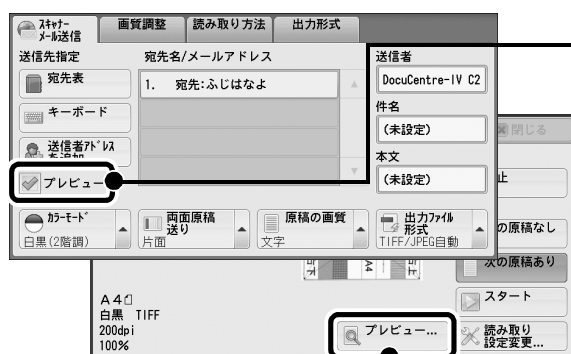 スキャナー
メール送信
画質調整
読み取り方法
出力形式
送信先指定
宛先名/メールアドレス
送信者
宛先表
1. 宛先:ふじはなよ
DocuCentre-IV C2
キーボード
件名
(未設定)
閉じる
送信者アドレス
を追加
本文
プレビュー
(未設定)
止
カラーモード
白黒(2階調)
両面原稿
送り
片面
原稿の画質
文字
出力ファイル
形式
TIFF/JPEG自動
の原稿なし
次の原稿あり
A4
A4
白黒 TIFF
200dpi
100%
スタート
プレビュー...
読み取り
設定変更...